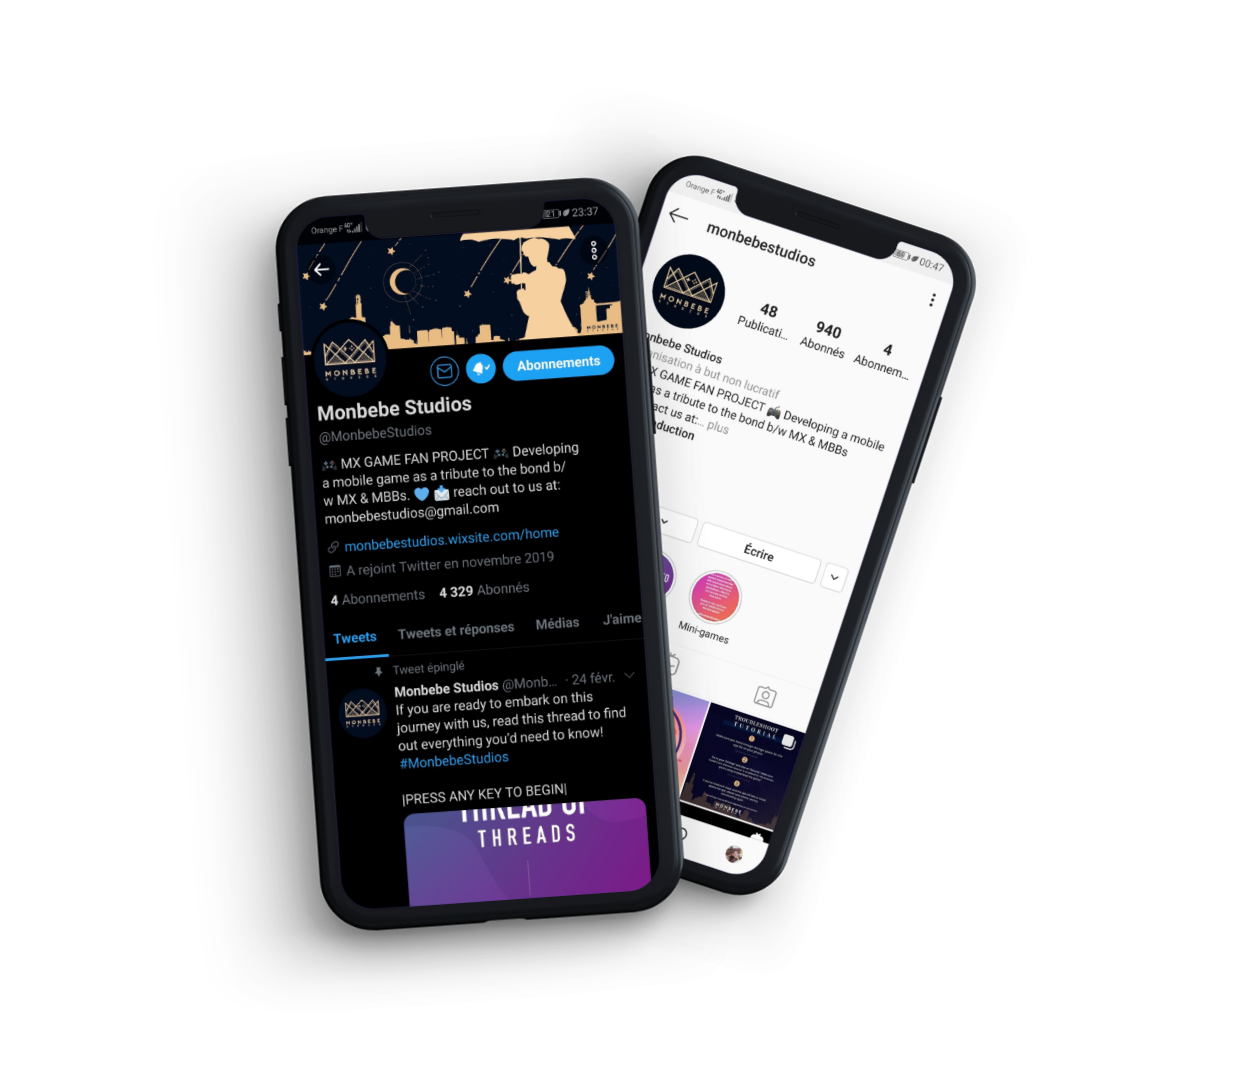 Orange F
23:37
MONBEBE
MONBEBE
STUDIOS
Abonnements
Monbebe Studios
@MonbebeStudios
MX GAME FAN PROJECT Developing
a mobile game as a tribute to the bond b/
w MX & MBBs. reach out to us at:
monbebestudios@gmail.com
monbebestudios.wixsite.com/home
A rejoint Twitter en novembre 2019
4 Abonnements 4 329 Abonnés
Tweets Tweets et réponses Médias J'aime
Tweet épinglé
Monbebe Studios @Monb... · 24 févr.
If you are ready to embark on this
journey with us, read this thread to find
out everything you'd need to know!
#MonbebeStudios
|PRESS ANY KEY TO BEGIN|
THREAD OF
THREADS
Orange F
00:47
monbebestudios
MONBEBE
48
Publicati...
940
Abonnés
4
Abonnem...
onbebe Studios
anisation à but non lucratif
X GAME FAN PROJECT Developing a mobile
as a tribute to the bond b/w MX & MBBs
act us at:... plus
duction
Écrire
Mini-games
TROUBLESHOOT
TUTORIAL
MONBEBE